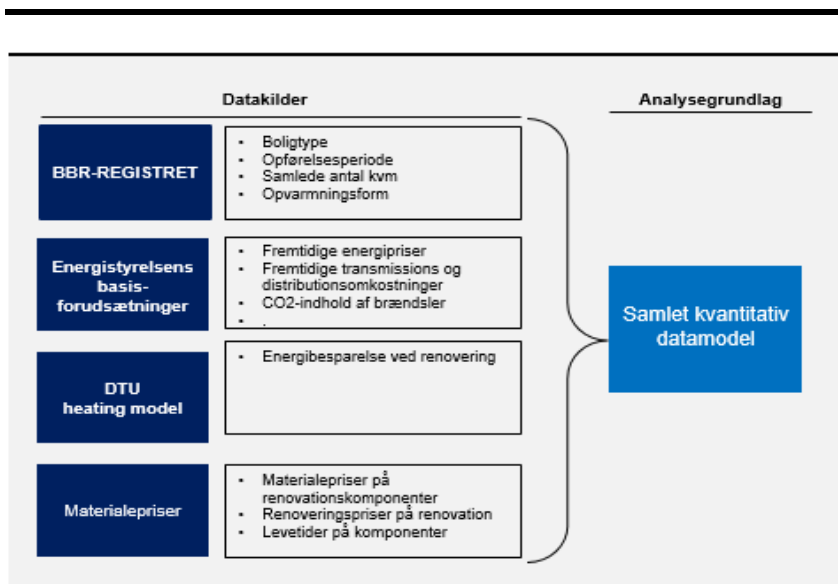 Datakilder
Analysegrundlag
BBR-REGISTRET
• Boligtype
• Opførelsesperiode
• Samlede antal kvm
• Opvarmningsform
Energistyrelsens
basis-
forudsætninger
• Fremtidige energipriser
• Fremtidige transmissions og
distributionsomkostninger
• CO2-indhold af brændsler
• .
Samlet kvantitativ
datamodel
DTU
heating model
• Energibesparelse ved renovering
Materialepriser
• Materialepriser på
renovationskomponenter
• Renoveringspriser på renovation
• Levetider på komponenter